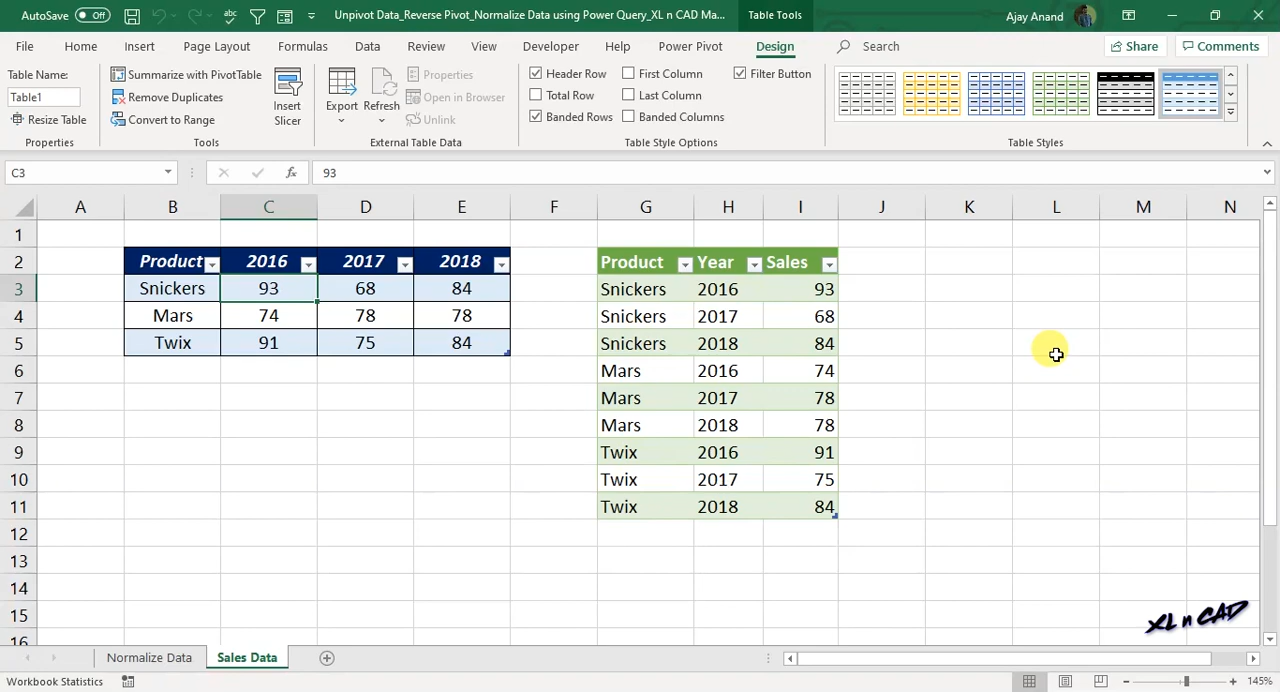 AutoSave Off Unpivot Data_Reverse Pivot_Normalize Data using Power Query_XL n CAD Ma... Table Tools Ajay Anand
File Home Insert Page Layout Formulas Data Review View Developer Help Power Pivot Design Search Share Comments
Table Name:
Table1
Resize Table
Properties
Summarize with PivotTable
Remove Duplicates
Convert to Range
Insert
Slicer
Tools
Export
Refresh
Properties
Open in Browser
Unlink
External Table Data
Header Row First Column Filter Button
Total Row Last Column
Banded Rows Banded Columns
Table Style Options
Table Styles
C3 fx 93
A B C D E F G H I J K L M N
1
2 Product 2016 2017 2018 Product Year Sales
3 Snickers 93 68 84 Snickers 2016 93
4 Mars 74 78 78 Snickers 2017 68
5 Twix 91 75 84 Snickers 2018 84
6 Mars 2016 74
7 Mars 2017 78
8 Mars 2018 78
9 Twix 2016 91
10 Twix 2017 75
11 Twix 2018 84
12
13
14
15
16
XL n CAD
Normalize Data Sales Data
Workbook Statistics 145%